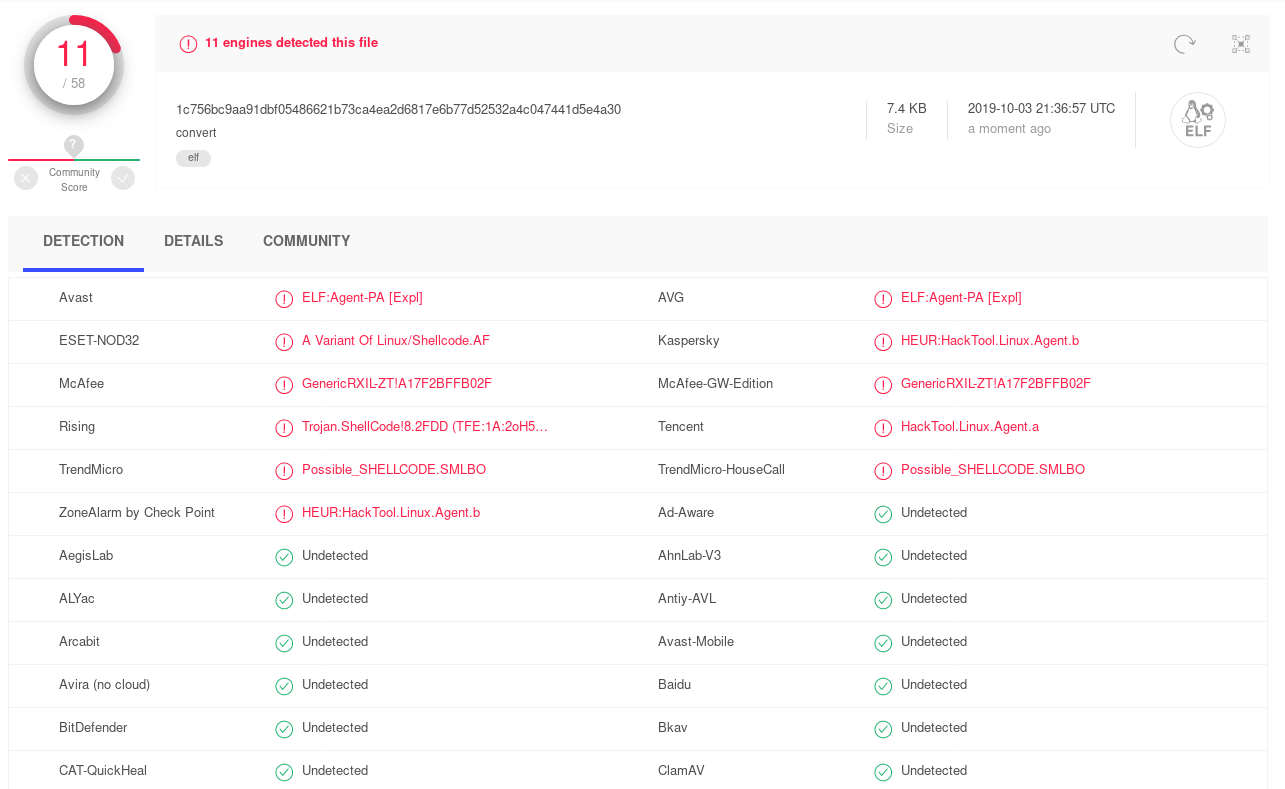 11
/ 58
?
Community
Score
11 engines detected this file
1c756bc9aa91dbf05486621b73ca4ea2d6817e6b77d52532a4c047441d5e4a30
convert
elf
7.4 KB
Size
2019-10-03 21:36:57 UTC
a moment ago
ELF
DETECTION DETAILS COMMUNITY
Avast ELF:Agent-PA [Expl] AVG ELF:Agent-PA [Expl]
ESET-NOD32 A Variant Of Linux/Shellcode.AF Kaspersky HEUR:HackTool.Linux.Agent.b
McAfee GenericRXIL-ZT!A17F2BFFB02F McAfee-GW-Edition GenericRXIL-ZT!A17F2BFFB02F
Rising Trojan.ShellCode!8.2FDD (TFE:1A:2oH5… Tencent HackTool.Linux.Agent.a
TrendMicro Possible_SHELLCODE.SMLBO TrendMicro-HouseCall Possible_SHELLCODE.SMLBO
ZoneAlarm by Check Point HEUR:HackTool.Linux.Agent.b Ad-Aware Undetected
AegisLab Undetected AhnLab-V3 Undetected
ALYac Undetected Antiy-AVL Undetected
Arcabit Undetected Avast-Mobile Undetected
Avira (no cloud) Undetected Baidu Undetected
BitDefender Undetected Bkav Undetected
CAT-QuickHeal Undetected ClamAV Undetected